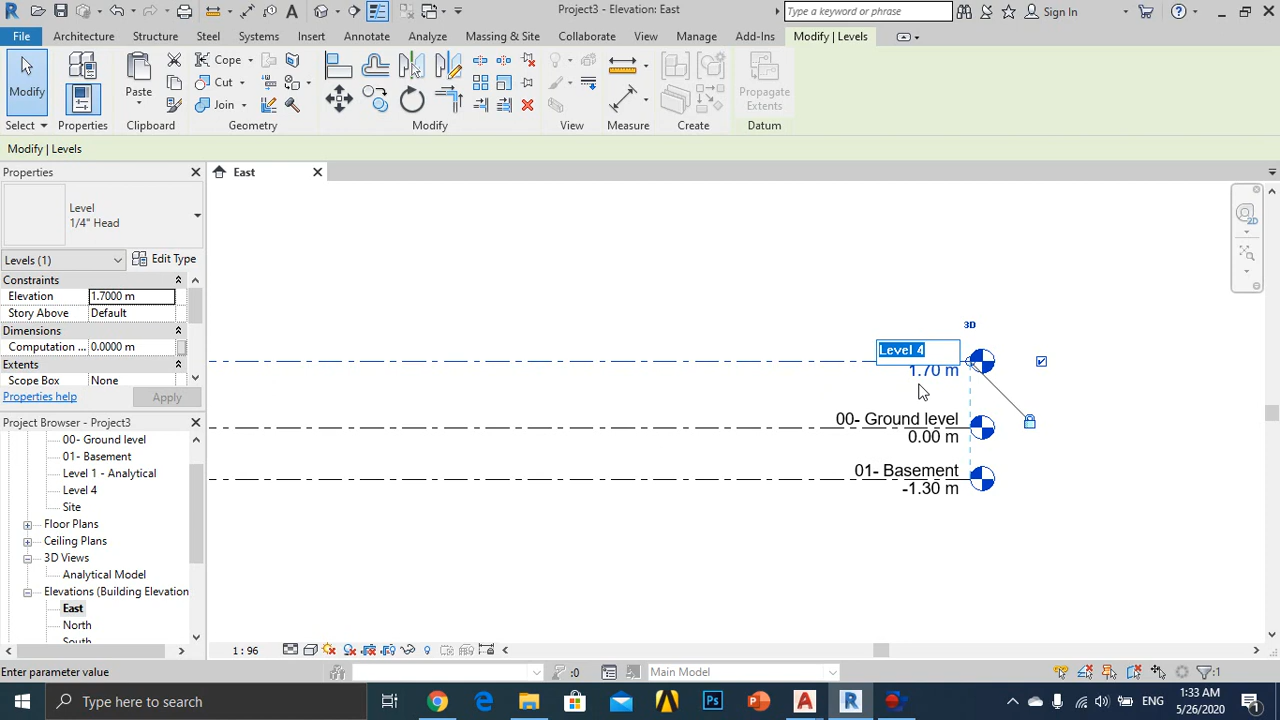 Project3 - Elevation: East
Type a keyword or phrase
Sign In
File Architecture Structure Steel Systems Insert Annotate Analyze Massing & Site Collaborate View Manage Add-Ins Modify | Levels
Modify
Paste
Cope
Cut
Join
Propagate
Extents
Select Properties Clipboard Geometry Modify View Measure Create Datum
Modify | Levels
Properties
East
Level
1/4" Head
Levels (1)
Edit Type
Constraints
Elevation 1.7000 m
Story Above Default
Dimensions
Computation ... 0.0000 m
Extents
Scope Box None
Properties help
Apply
Project Browser - Project3
00- Ground level
01- Basement
Level 1 - Analytical
Level 4
Site
Floor Plans
Ceiling Plans
3D Views
Analytical Model
Elevations (Building Elevation
East
North
South
3D
Level 4
1.70 m
00- Ground level
0.00 m
01- Basement
-1.30 m
2D
1 : 96
Enter parameter value
:0
Main Model
:1
Type here to search
Ps
ENG
1:33 AM
5/26/2020
1